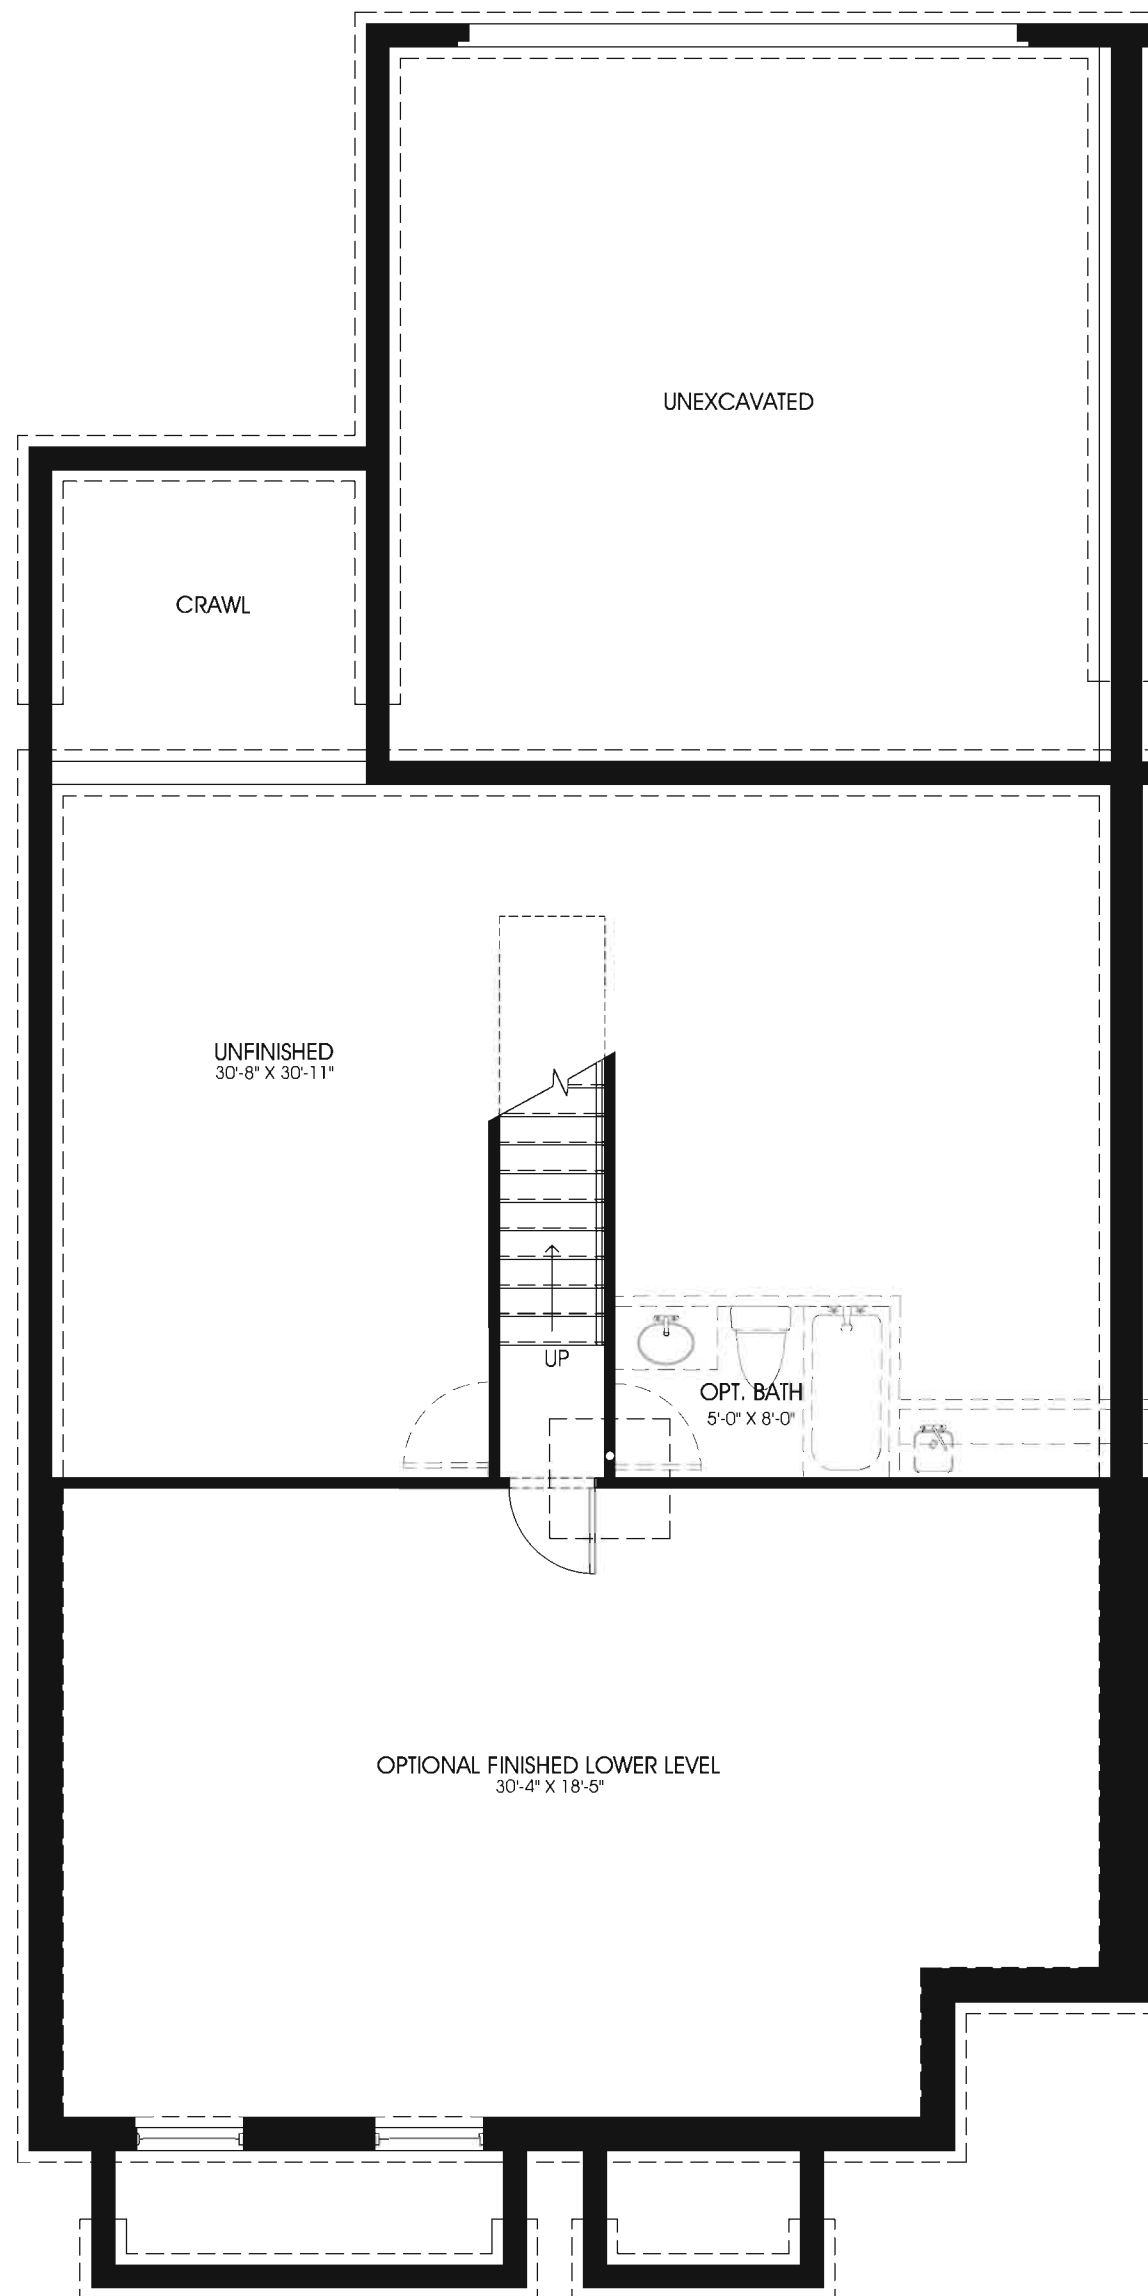 UNEXCAVATED
CRAWL
UNFINISHED
30'-8" X 30'-11"
UP
OPT. BATH
5'-0" X 8'-0"
OPTIONAL FINISHED LOWER LEVEL
30'-4" X 18'-5"